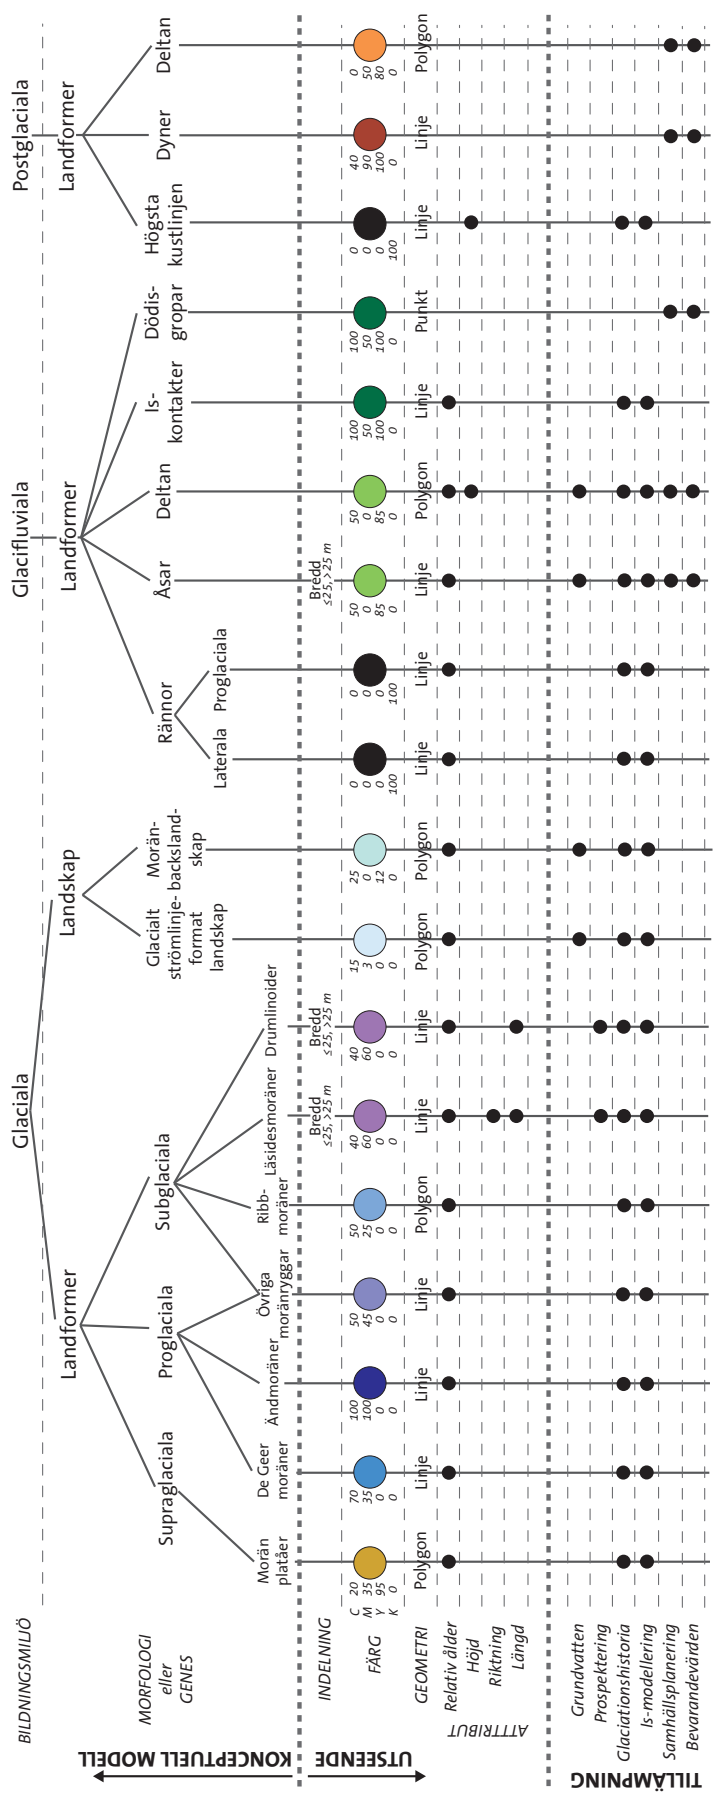 BILDNINGSMILJÖ
Glaciala
Glacifluviala
Postglaciala
KONCEPTUELL MODELL
MORFOLOGI
eller
GENES
Landformer
Landskap
Landformer
Landformer
Supraglaciala
Proglaciala
Subglaciala
Glacialt
strömlinje-
format
landskap
Morän-
backsland-
skap
Rännor
Åsar
Deltan
Is-
kontakter
Dödis-
gropar
Högsta
kustlinjen
Dyner
Deltan
Laterala
Proglaciala
Morän
platåer
De Geer
moräner
Ändmoräner
Övriga
moränryggar
Ribb-
moräner
Läsidesmoräner
Drumlinoider
UTSEENDE
INDELNING
Bredd
≤25, >25 m
Bredd
≤25, >25 m
Bredd
≤25, >25 m
FÄRG
C 20 70 100 50 50 40 40 15 25 0 0 50 50 100 100 0 40 0
M 35 35 100 45 25 60 60 3 0 0 0 0 0 50 50 0 90 50
Y 95 0 0 0 0 0 0 0 12 0 0 85 85 100 100 0 100 80
K 0 0 0 0 0 0 0 0 0 100 100 0 0 0 0 100 0 0
GEOMETRI Polygon Linje Linje Linje Polygon Linje Linje Polygon Polygon Linje Linje Linje Polygon Linje Punkt Linje Linje Polygon
ATTTRIBUT
Relativ ålder
Höjd
Riktning
Längd
TILLÄMPNING
Grundvatten
Prospektering
Glaciationshistoria
Is-modellering
Samhällsplanering
Bevarandevärden